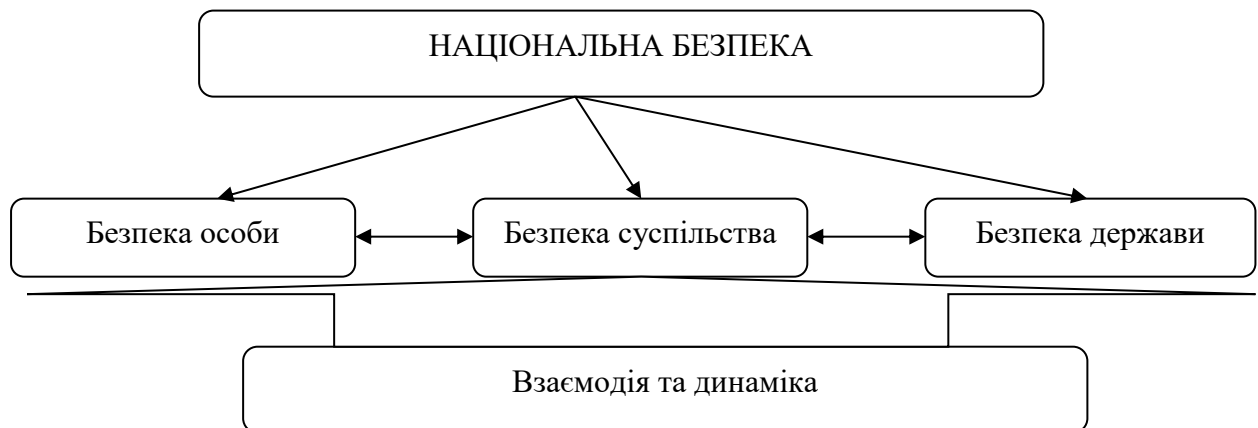 НАЦІОНАЛЬНА БЕЗПЕКА
Безпека особи
Безпека суспільства
Безпека держави
Взаємодія та динаміка